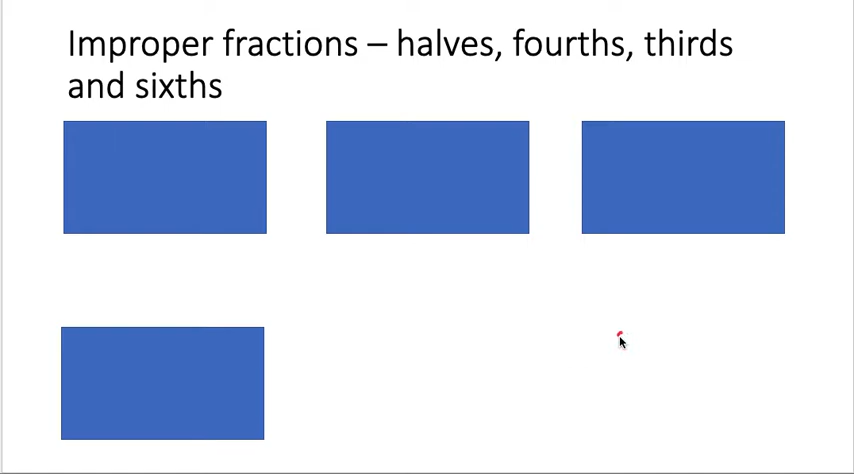 Improper fractions – halves, fourths, thirds
and sixths